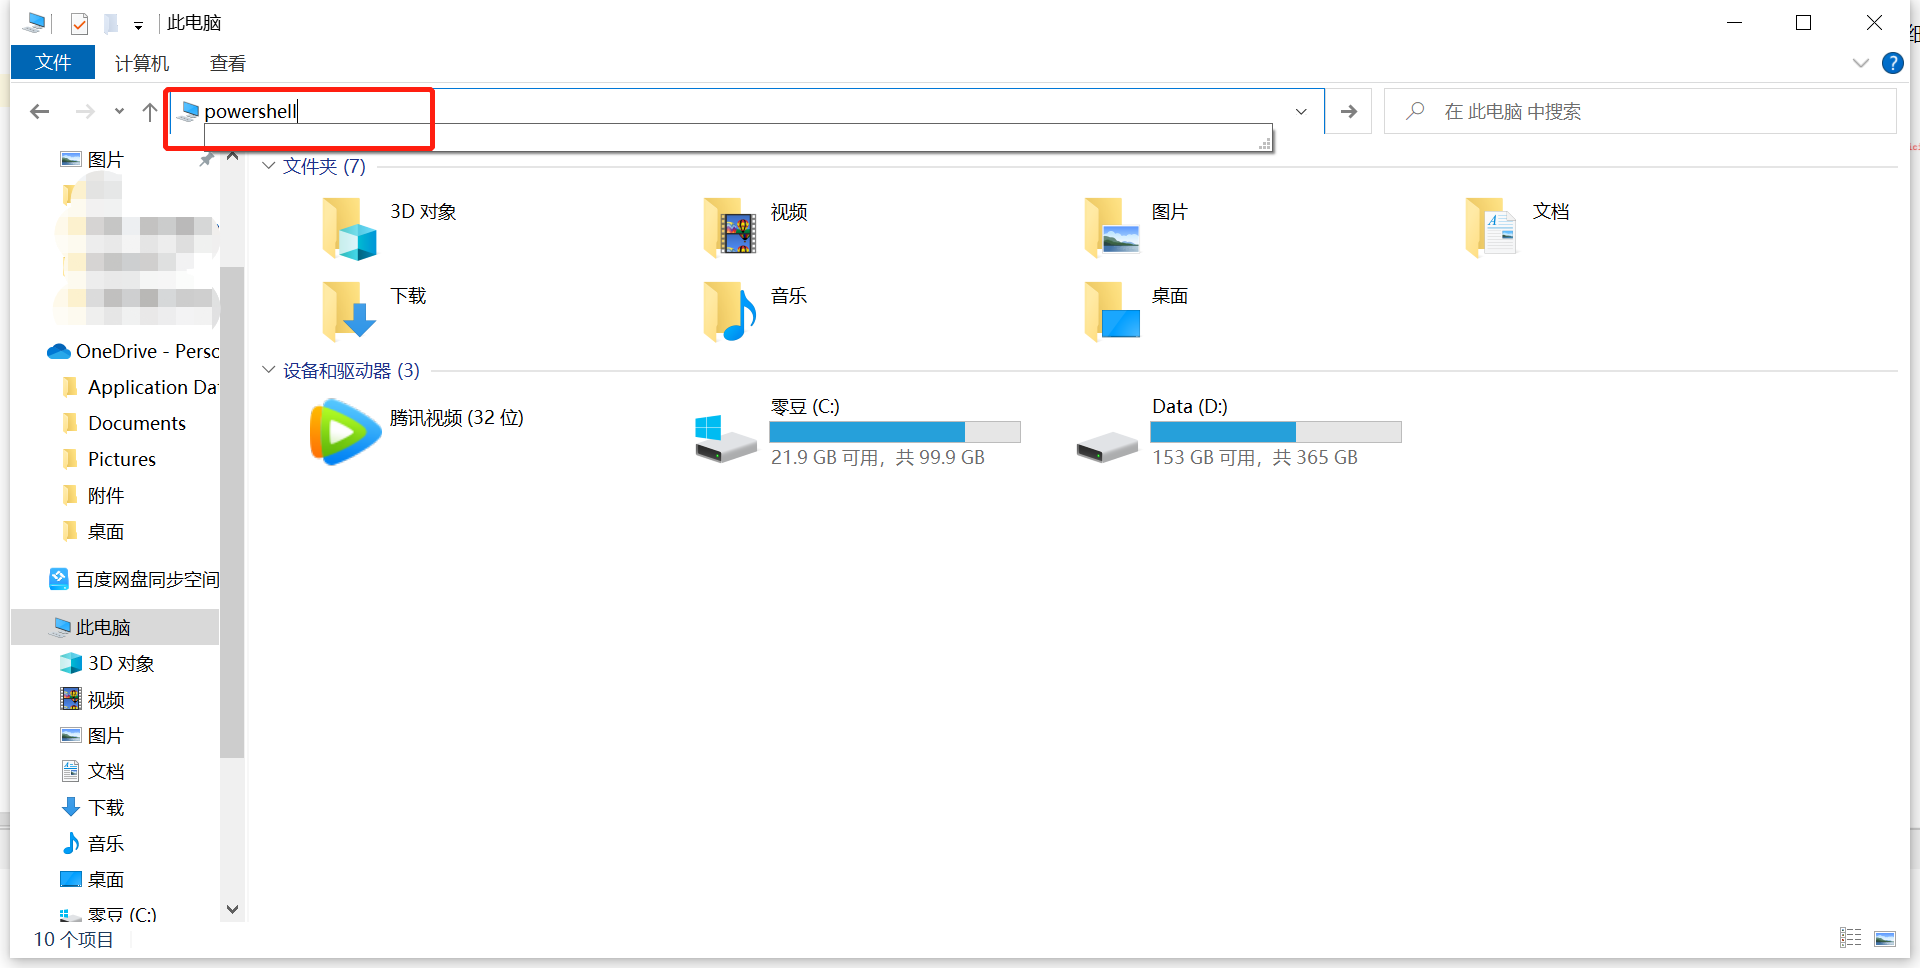 此电脑
文件 计算机 查看
powershell
在 此电脑 中搜索
图片
OneDrive - Perso
Application Da
Documents
Pictures
附件
桌面
百度网盘同步空间
此电脑
3D 对象
视频
图片
文档
下载
音乐
桌面
零豆 (C:)
文件夹 (7)
3D 对象
视频
图片
文档
下载
音乐
桌面
设备和驱动器 (3)
腾讯视频 (32 位)
零豆 (C:)
21.9 GB 可用，共 99.9 GB
Data (D:)
153 GB 可用，共 365 GB
10 个项目